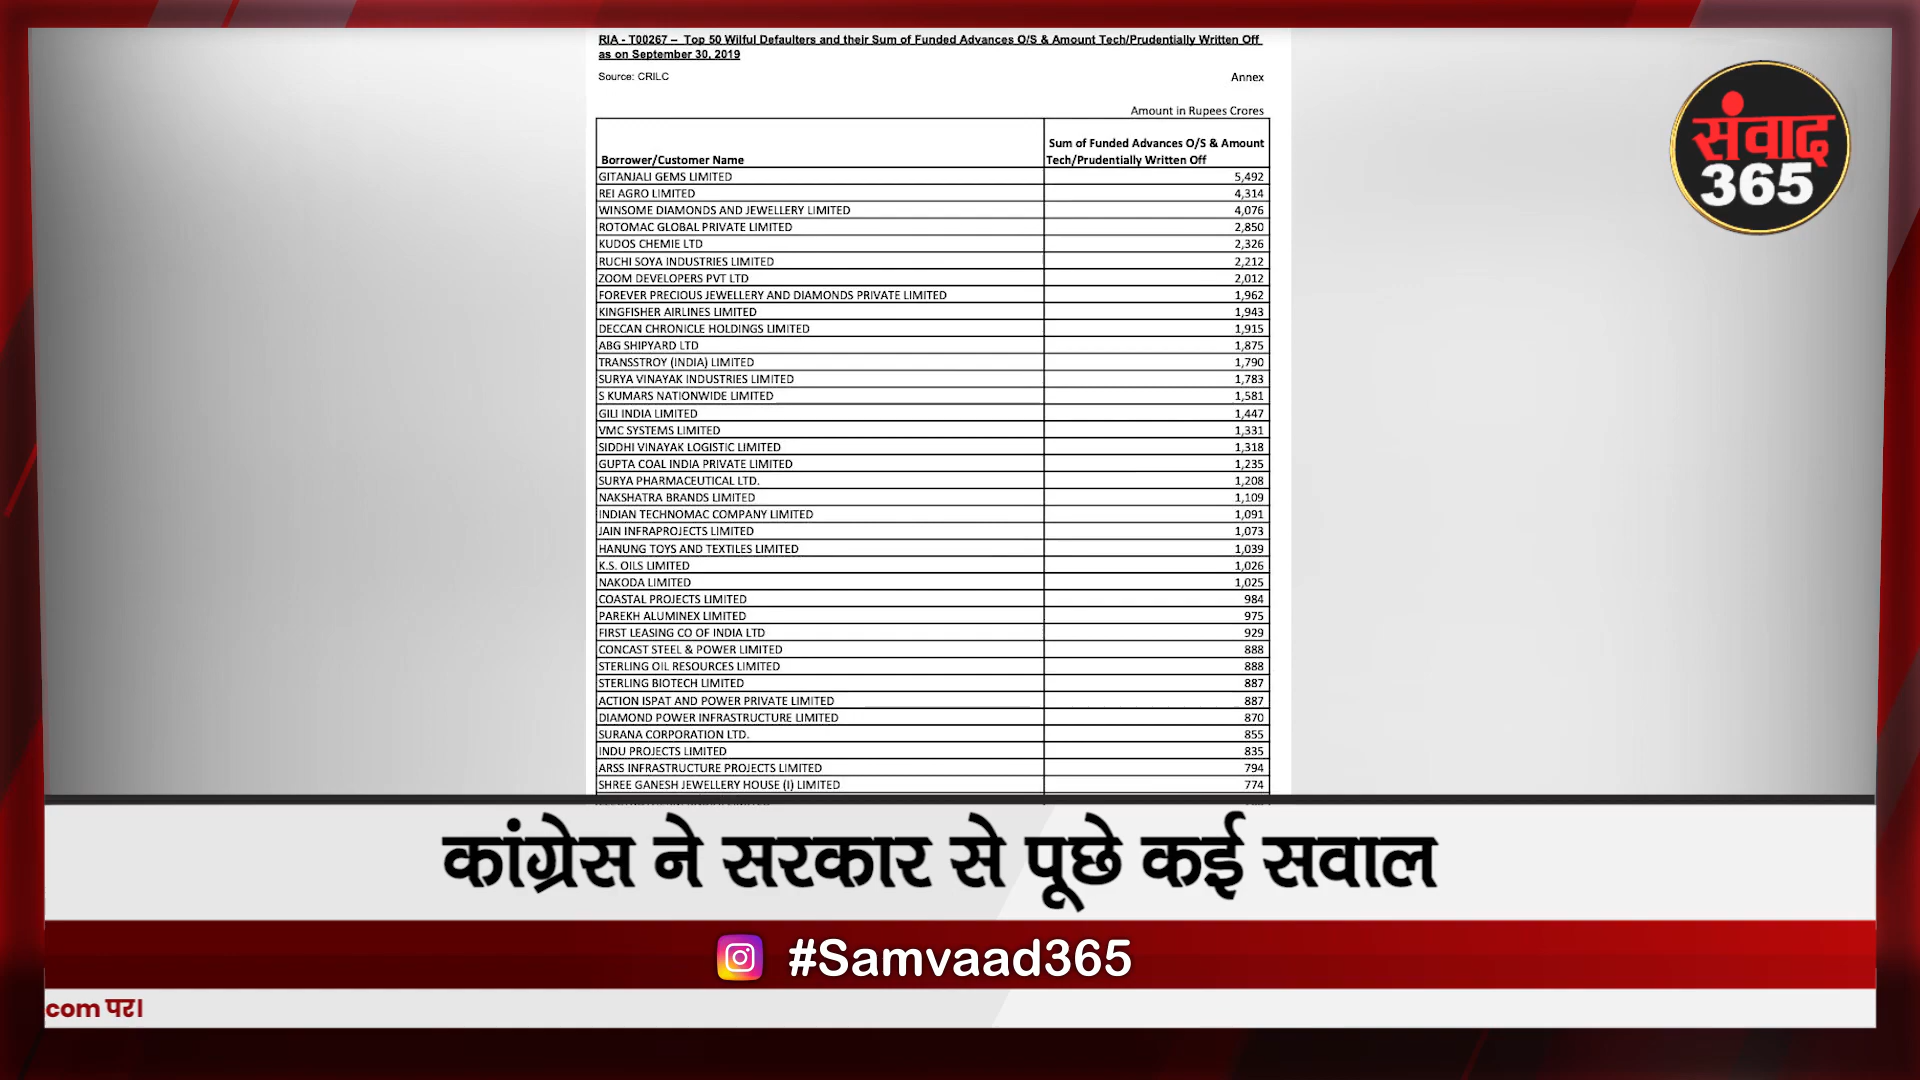 RIA - T00267 – Top 50 Wilful Defaulters and their Sum of Funded Advances O/S & Amount Tech/Prudentially Written Off
as on September 30, 2019
Source: CRILC Annex
Amount in Rupees Crores
Borrower/Customer Name Sum of Funded Advances O/S & Amount
Tech/Prudentially Written Off
GITANJALI GEMS LIMITED 5,492
REI AGRO LIMITED 4,314
WINSOME DIAMONDS AND JEWELLERY LIMITED 4,076
ROTOMAC GLOBAL PRIVATE LIMITED 2,850
KUDOS CHEMIE LTD 2,326
RUCHI SOYA INDUSTRIES LIMITED 2,212
ZOOM DEVELOPERS PVT LTD 2,012
FOREVER PRECIOUS JEWELLERY AND DIAMONDS PRIVATE LIMITED 1,962
KINGFISHER AIRLINES LIMITED 1,943
DECCAN CHRONICLE HOLDINGS LIMITED 1,915
ABG SHIPYARD LTD 1,875
TRANSSTROY (INDIA) LIMITED 1,790
SURYA VINAYAK INDUSTRIES LIMITED 1,783
S KUMARS NATIONWIDE LIMITED 1,581
GILI INDIA LIMITED 1,447
VMC SYSTEMS LIMITED 1,331
SIDDHI VINAYAK LOGISTIC LIMITED 1,318
GUPTA COAL INDIA PRIVATE LIMITED 1,235
SURYA PHARMACEUTICAL LTD. 1,208
NAKSHATRA BRANDS LIMITED 1,109
INDIAN TECHNOMAC COMPANY LIMITED 1,091
JAIN INFRAPROJECTS LIMITED 1,073
HANUNG TOYS AND TEXTILES LIMITED 1,039
K.S. OILS LIMITED 1,026
NAKODA LIMITED 1,025
COASTAL PROJECTS LIMITED 984
PAREKH ALUMINEX LIMITED 975
FIRST LEASING CO OF INDIA LTD 929
CONCAST STEEL & POWER LIMITED 888
STERLING OIL RESOURCES LIMITED 888
STERLING BIOTECH LIMITED 887
ACTION ISPAT AND POWER PRIVATE LIMITED 887
DIAMOND POWER INFRASTRUCTURE LIMITED 870
SURANA CORPORATION LTD. 855
INDU PROJECTS LIMITED 835
ARSS INFRASTRUCTURE PROJECTS LIMITED 794
SHREE GANESH JEWELLERY HOUSE (I) LIMITED 774
संवाद
365
कांग्रेस ने सरकार से पूछे कई सवाल
#Samvaad365
com पर।